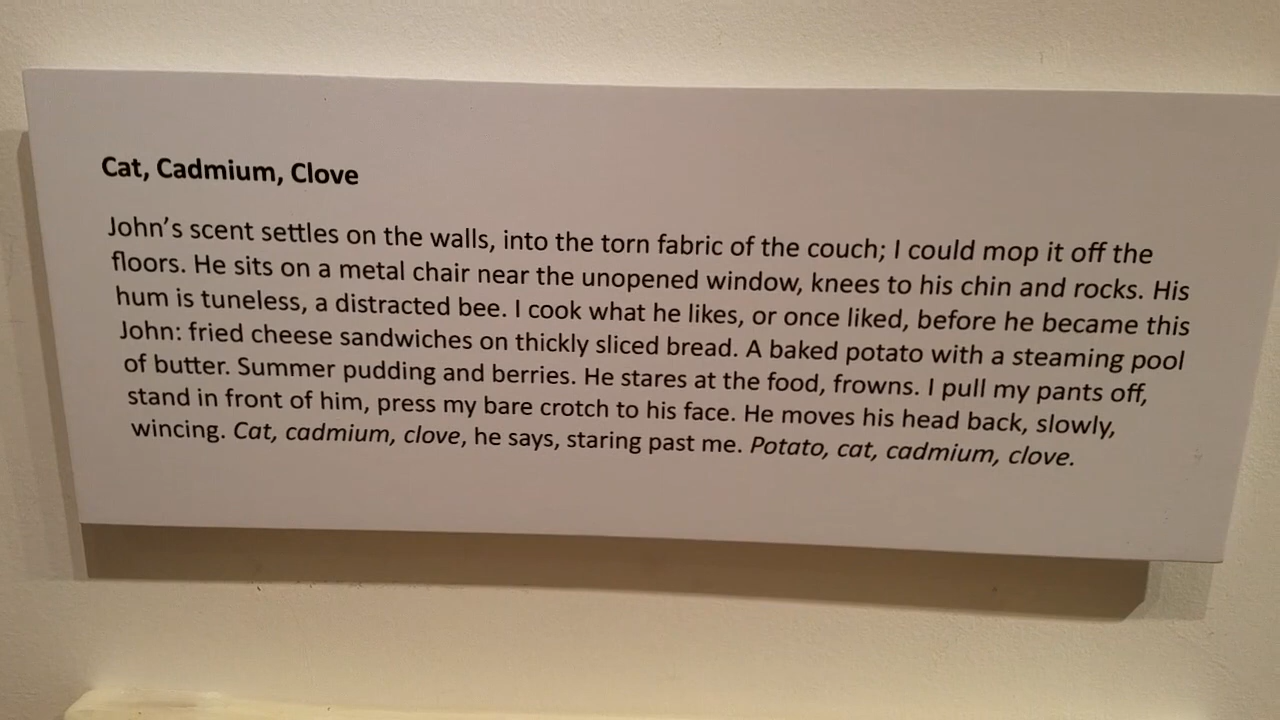 Cat, Cadmium, Clove
John’s scent settles on the walls, into the torn fabric of the couch; I could mop it off the
floors. He sits on a metal chair near the unopened window, knees to his chin and rocks. His
hum is tuneless, a distracted bee. I cook what he likes, or once liked, before he became this
John: fried cheese sandwiches on thickly sliced bread. A baked potato with a steaming pool
of butter. Summer pudding and berries. He stares at the food, frowns. I pull my pants off,
stand in front of him, press my bare crotch to his face. He moves his head back, slowly,
wincing. Cat, cadmium, clove, he says, staring past me. Potato, cat, cadmium, clove.